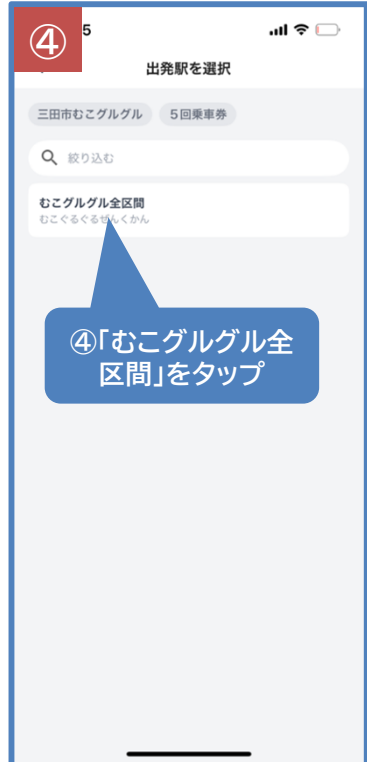 ④
5
出発駅を選択
三田市むこグルグル
5回乗車券
絞り込む
むこグルグル全区間
むこぐるぐるぜんくかん
④「むこグルグル全
区間」をタップ